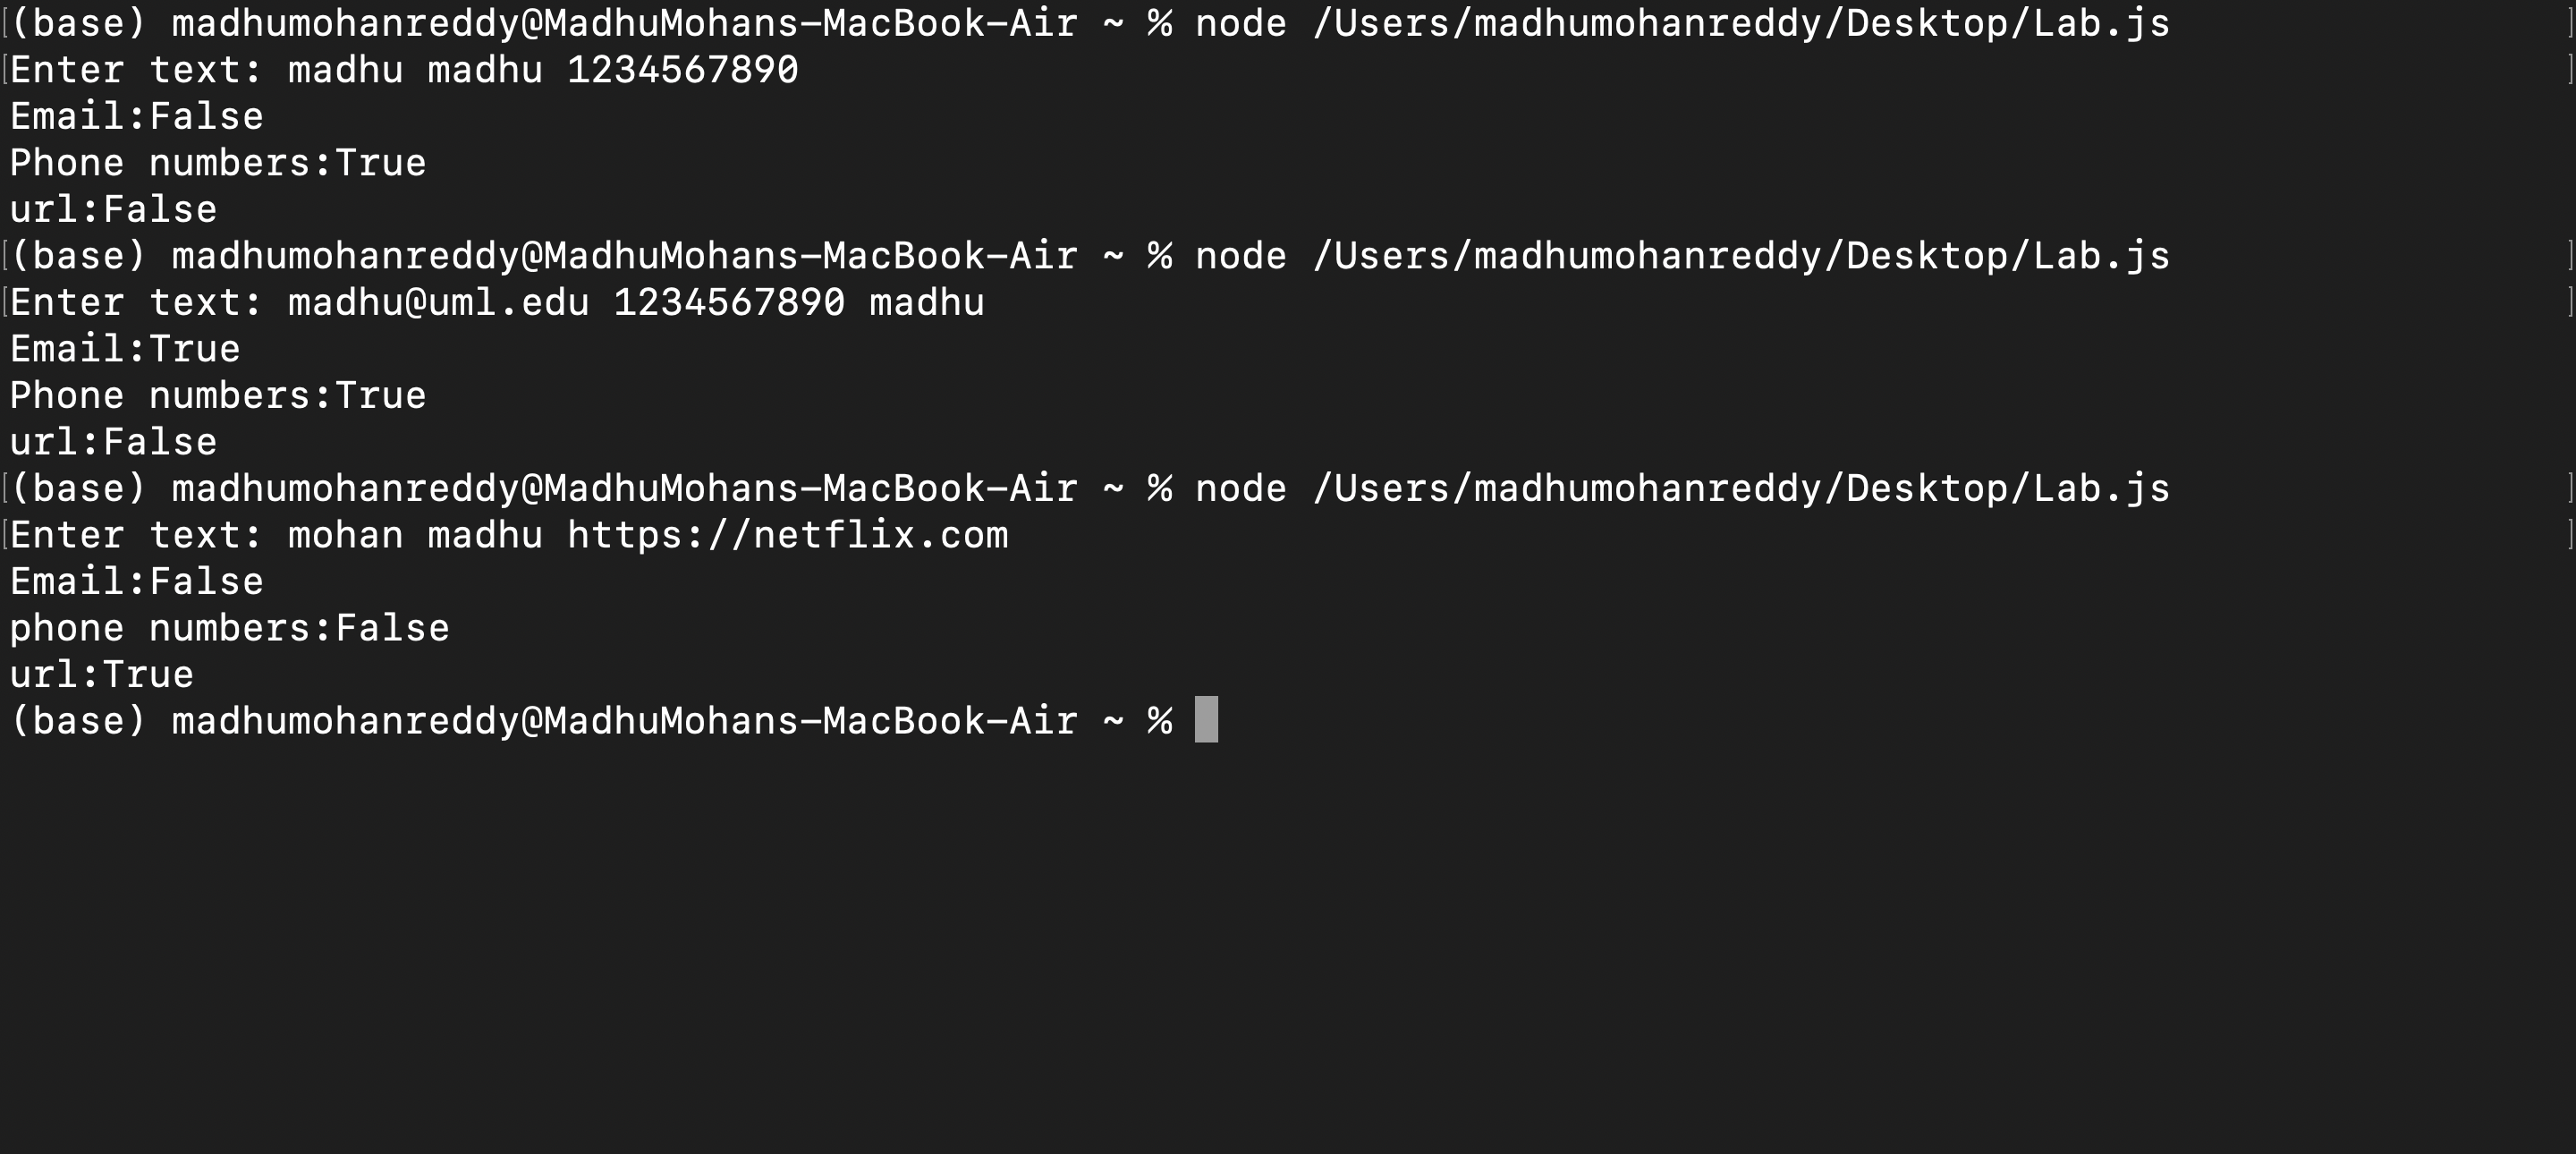 (base) madhumohanreddy@MadhuMohans-MacBook-Air ~ % node /Users/madhumohanreddy/Desktop/Lab.js
Enter text: madhu madhu 1234567890
Email:False
Phone numbers:True
url:False
(base) madhumohanreddy@MadhuMohans-MacBook-Air ~ % node /Users/madhumohanreddy/Desktop/Lab.js
Enter text: madhu@uml.edu 1234567890 madhu
Email:True
Phone numbers:True
url:False
(base) madhumohanreddy@MadhuMohans-MacBook-Air ~ % node /Users/madhumohanreddy/Desktop/Lab.js
Enter text: mohan madhu https://netflix.com
Email:False
phone numbers:False
url:True
(base) madhumohanreddy@MadhuMohans-MacBook-Air ~ %